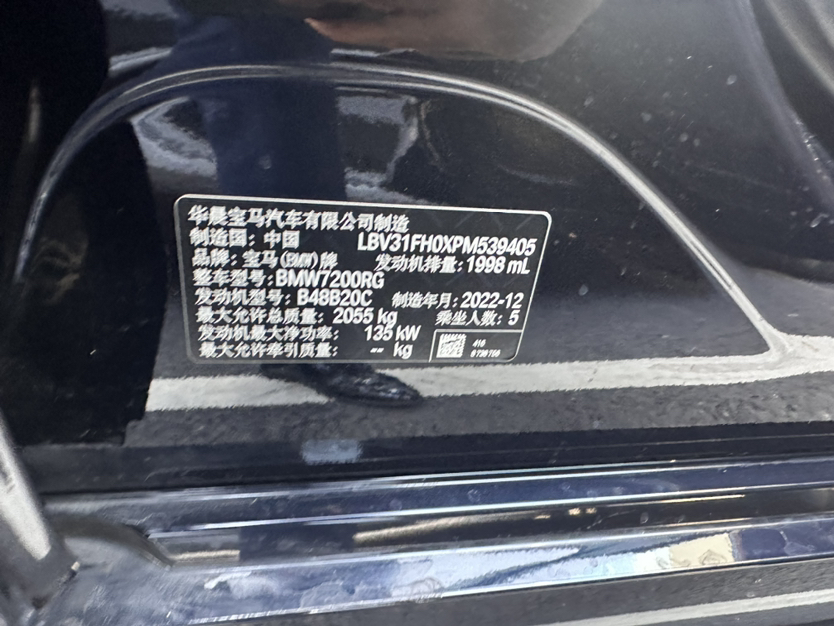 华晨宝马汽车有限公司制造
制造国：中国 LBV31FH0XPM539405
品牌：宝马(BMW)牌 发动机排量：1998 mL
整车型号：BMW7200RG
发动机型号：B48B20C 制造年月：2022-12
最大允许总质量：2055 kg 乘坐人数：5
发动机最大净功率：135 kW
最大允许牵引质量：-- kg